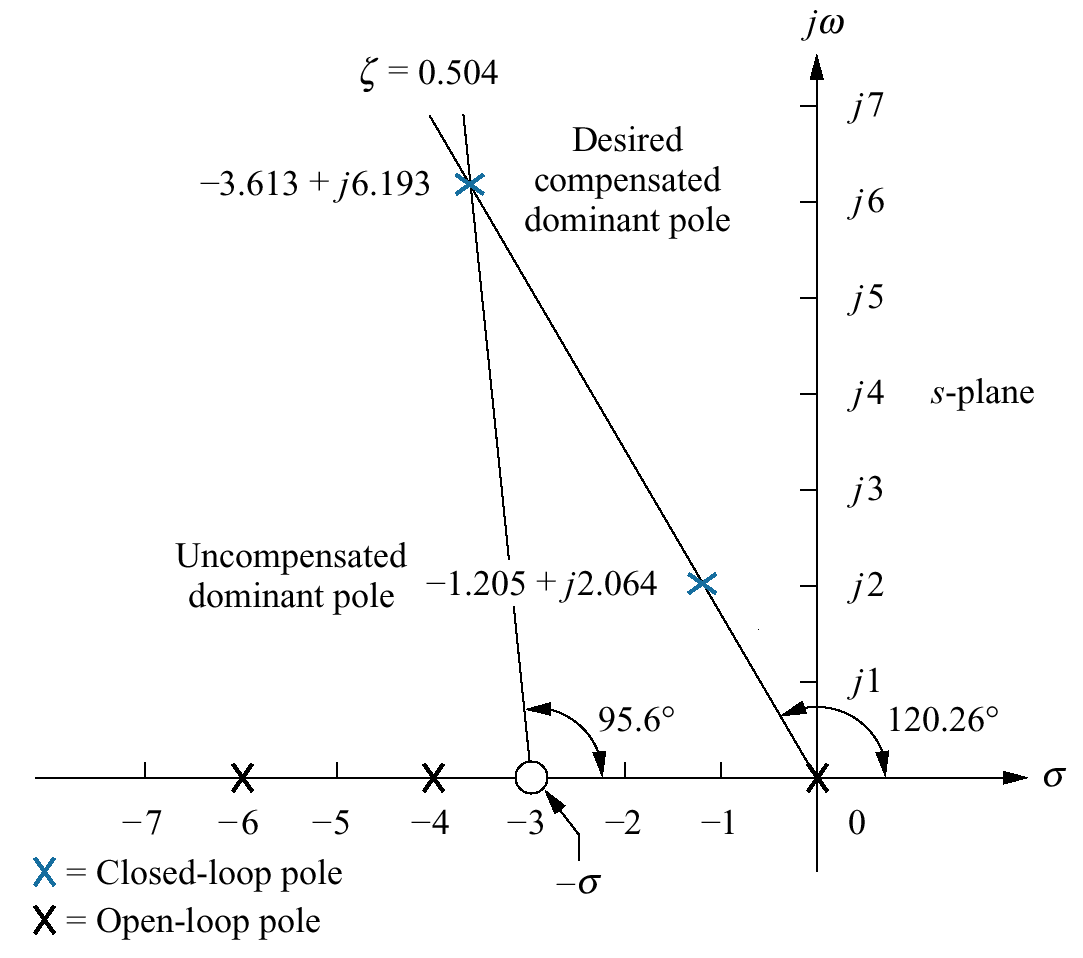 jω
ζ = 0.504
j7
Desired
compensated
dominant pole
−3.613 + j6.193
j6
j5
j4
s-plane
j3
Uncompensated
dominant pole
−1.205 + j2.064
j2
j1
95.6°
120.26°
σ
−7 −6 −5 −4 −3 −2 −1 0
X = Closed-loop pole
−σ
X = Open-loop pole